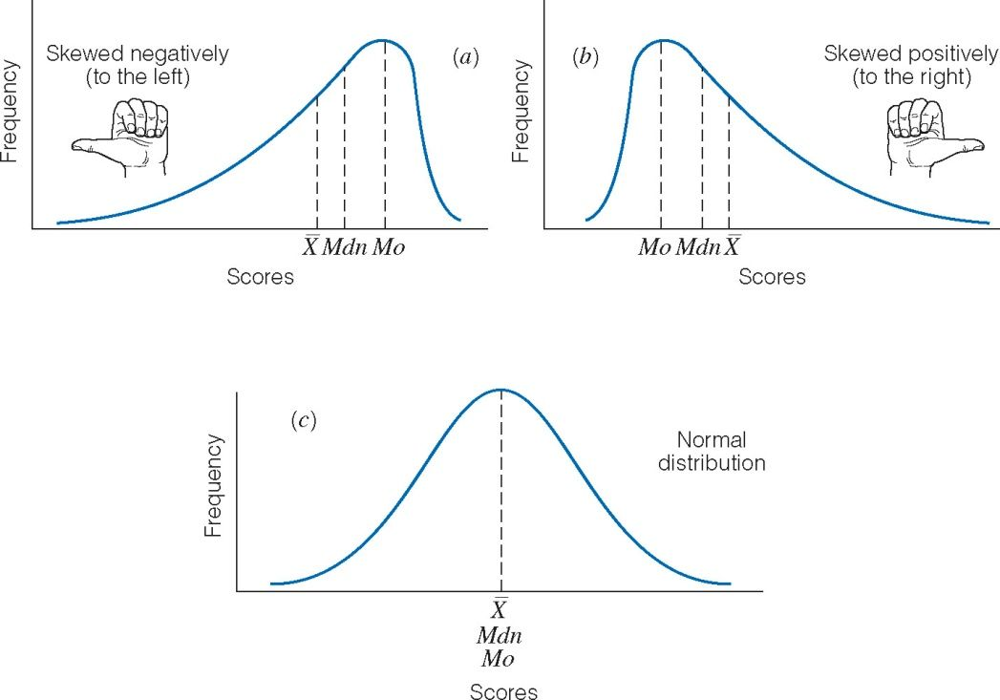 Frequency
Skewed negatively
(to the left)
(a)
X̅ Mdn Mo
Scores
Frequency
(b)
Skewed positively
(to the right)
Mo Mdn X̅
Scores
Frequency
(c)
Normal
distribution
X̅
Mdn
Mo
Scores